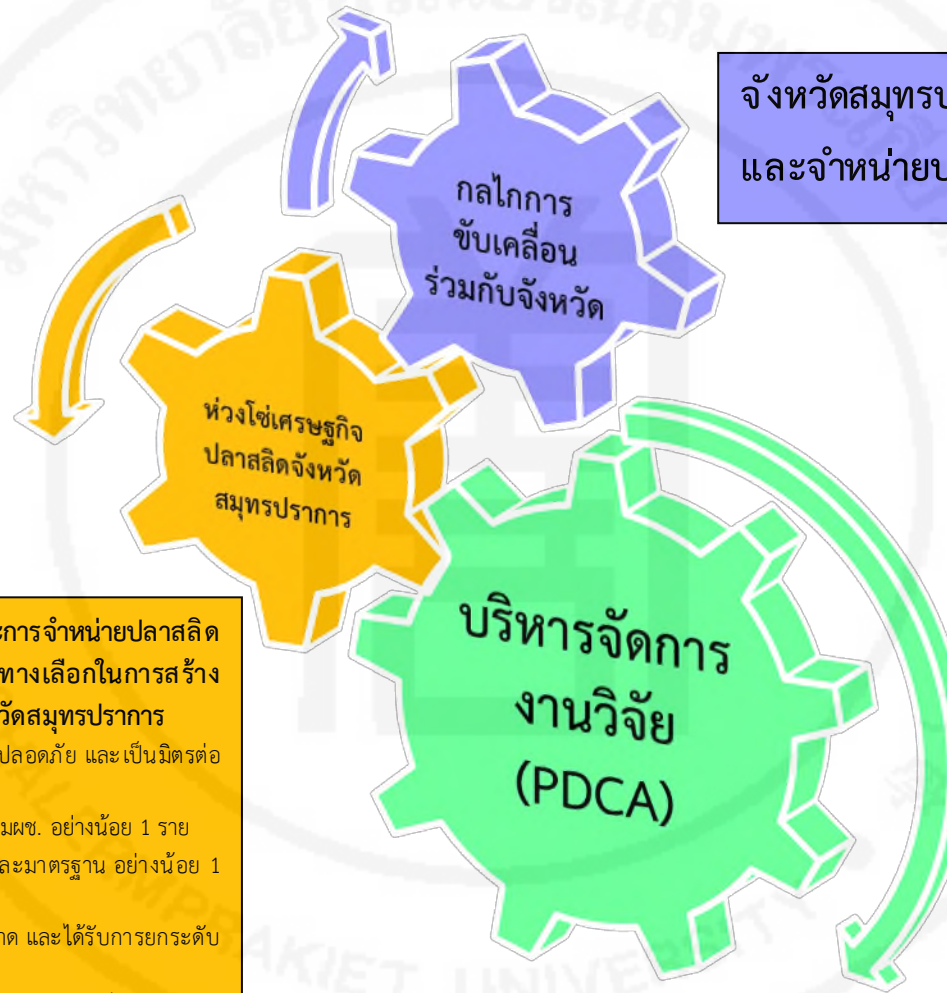 จังหวัดสมุทรป
และจำหน่ายป
กลไกการ
ขับเคลื่อน
ร่วมกับจังหวัด
ห่วงโซ่เศรษฐกิจ
ปลาสลิดจังหวัด
สมุทรปราการ
บริหารจัดการ
งานวิจัย
(PDCA)
ะการจำหน่ายปลาสลิด
ทางเลือกในการสร้าง
วัดสมุทรปราการ
ปลอดภัย และเป็นมิตรต่อ
มผช. อย่างน้อย 1 ราย
ละมาตรฐาน อย่างน้อย 1
าด และได้รับการยกระดับ